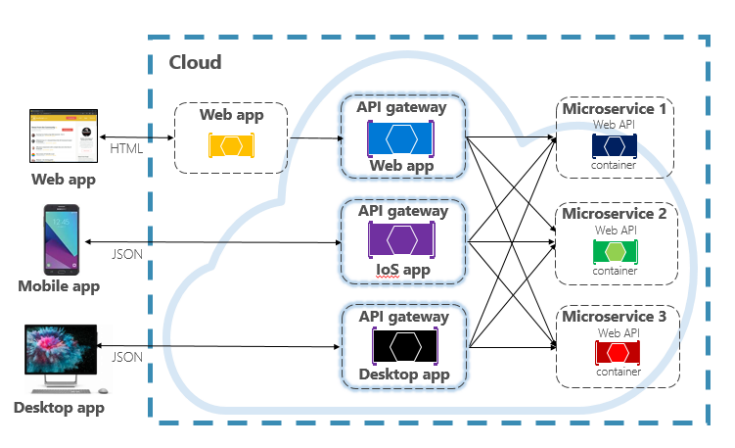 Cloud
Web app
HTML
Web app
API gateway
Web app
Microservice 1
Web API
container
Mobile app
JSON
API gateway
IoS app
Microservice 2
Web API
container
Desktop app
JSON
API gateway
Desktop app
Microservice 3
Web API
container